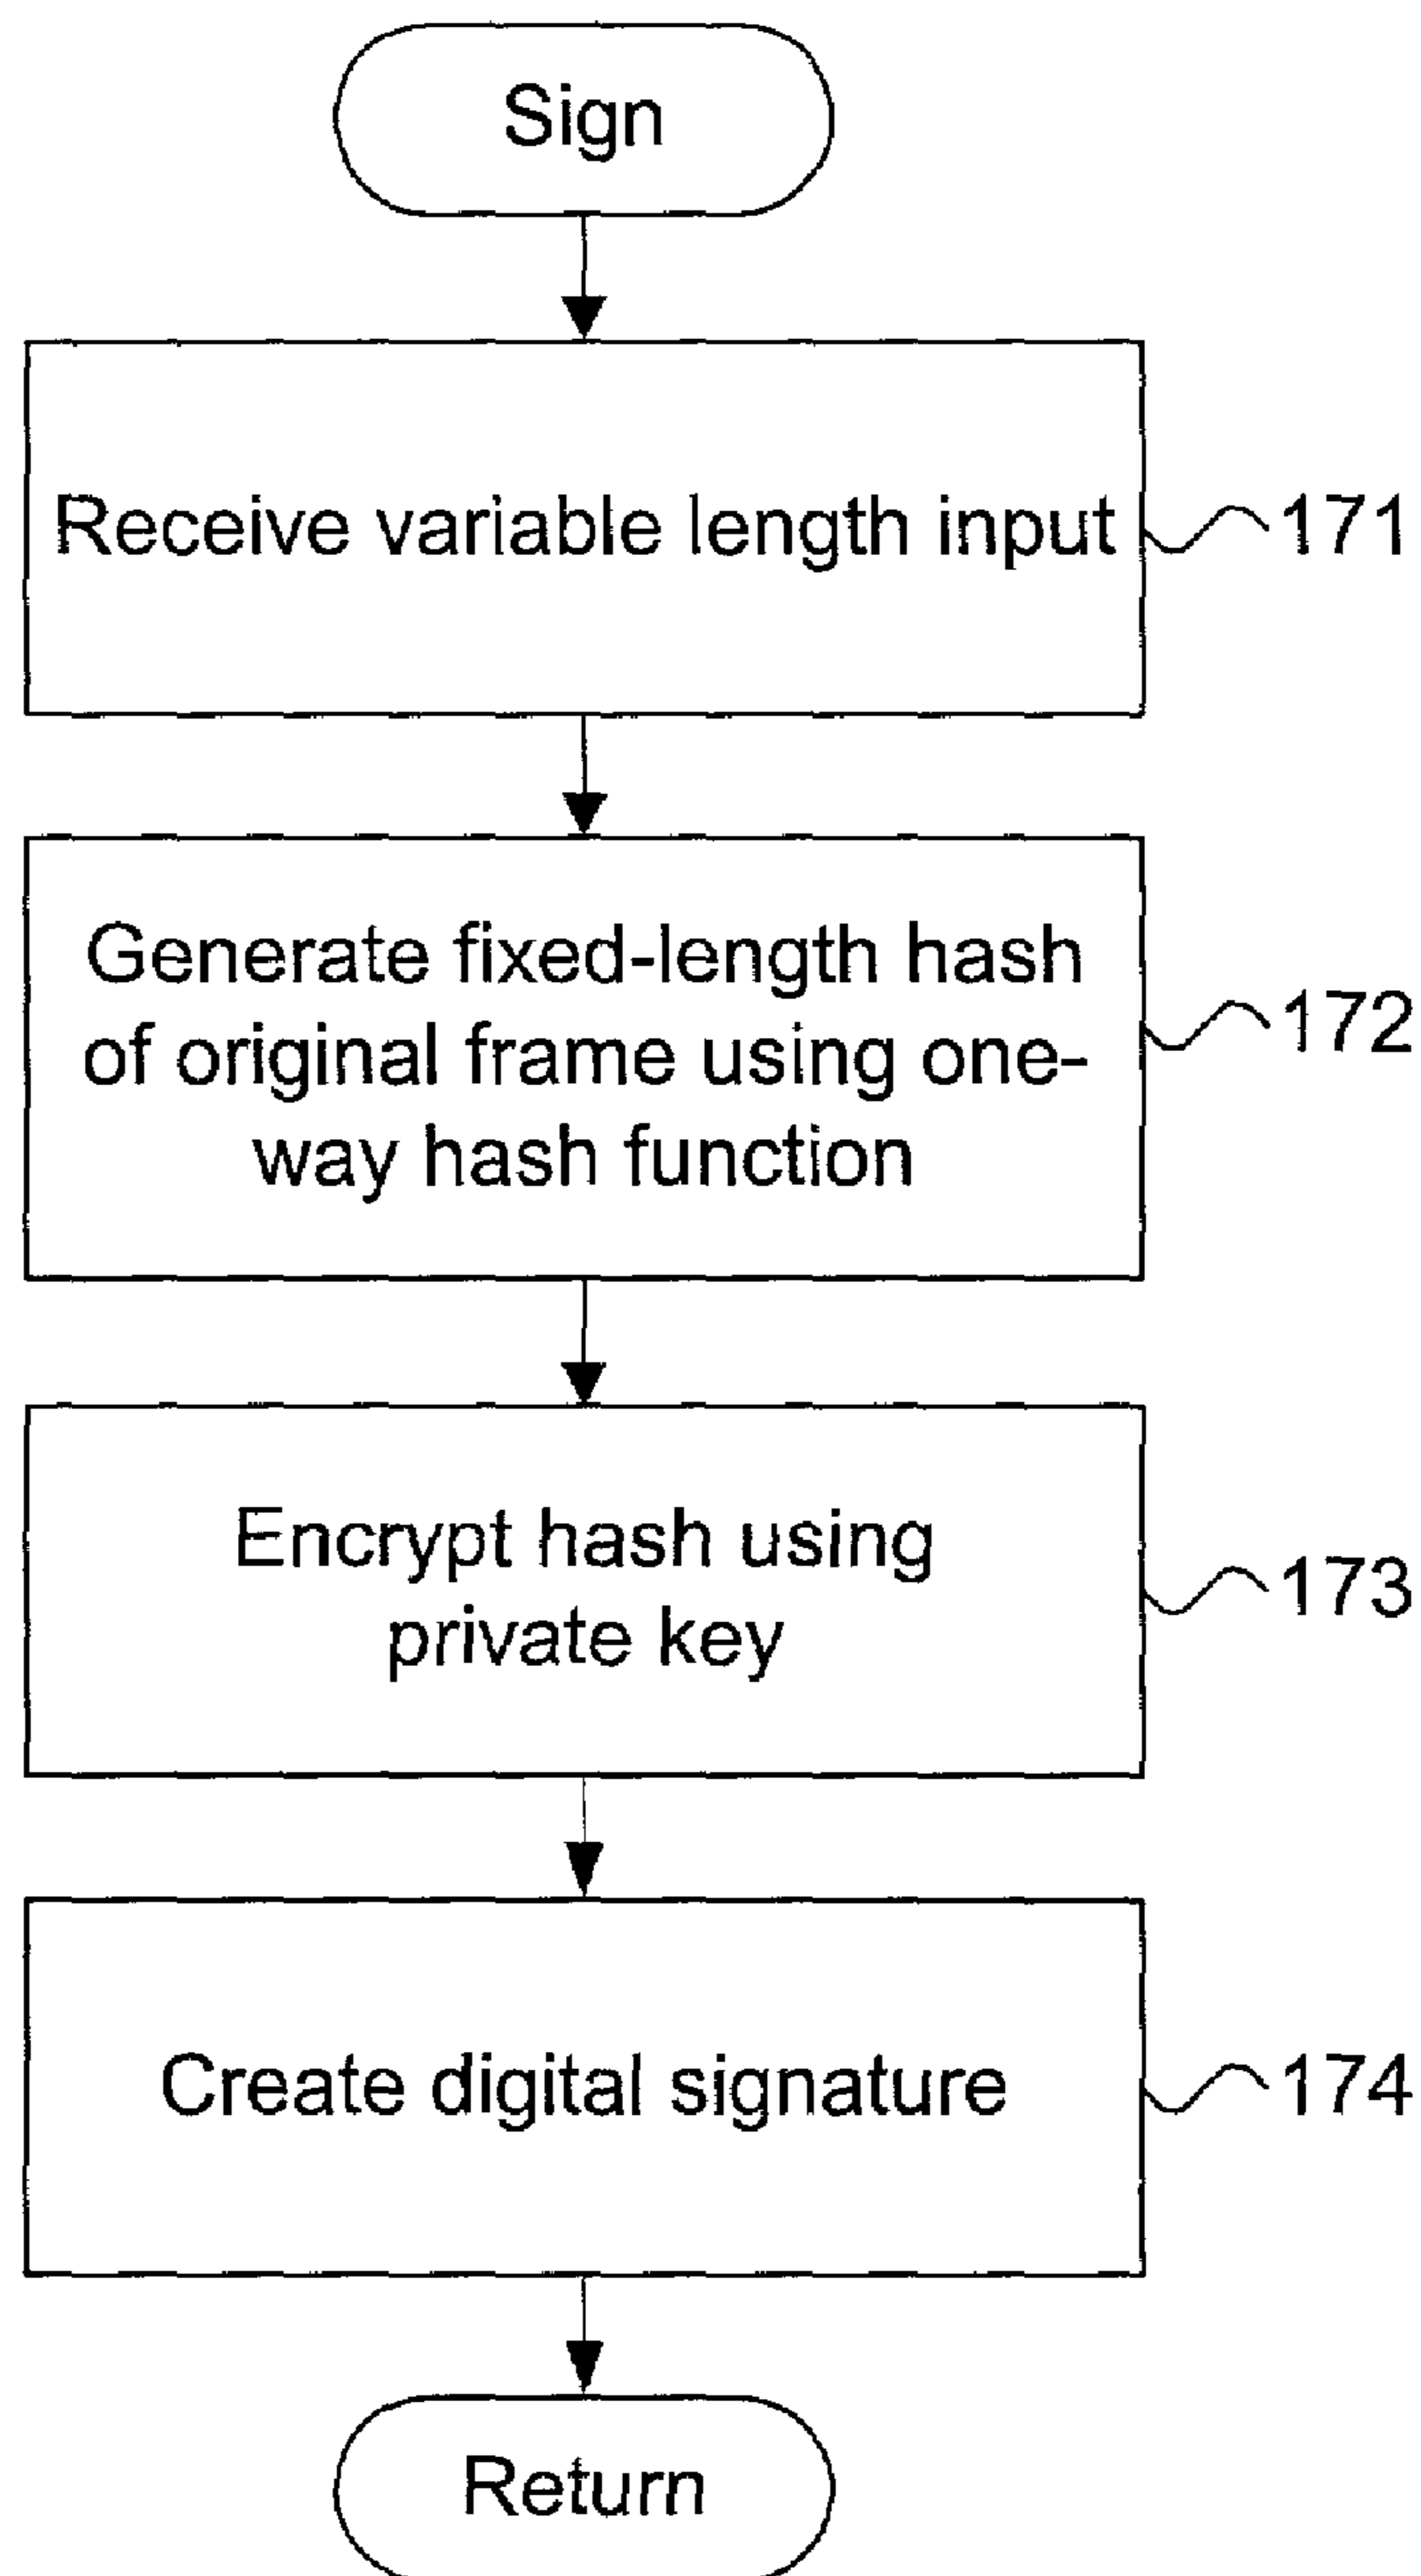 Sign
Receive variable length input
171
Generate fixed-length hash
of original frame using one-
way hash function
172
Encrypt hash using
private key
173
Create digital signature
174
Return